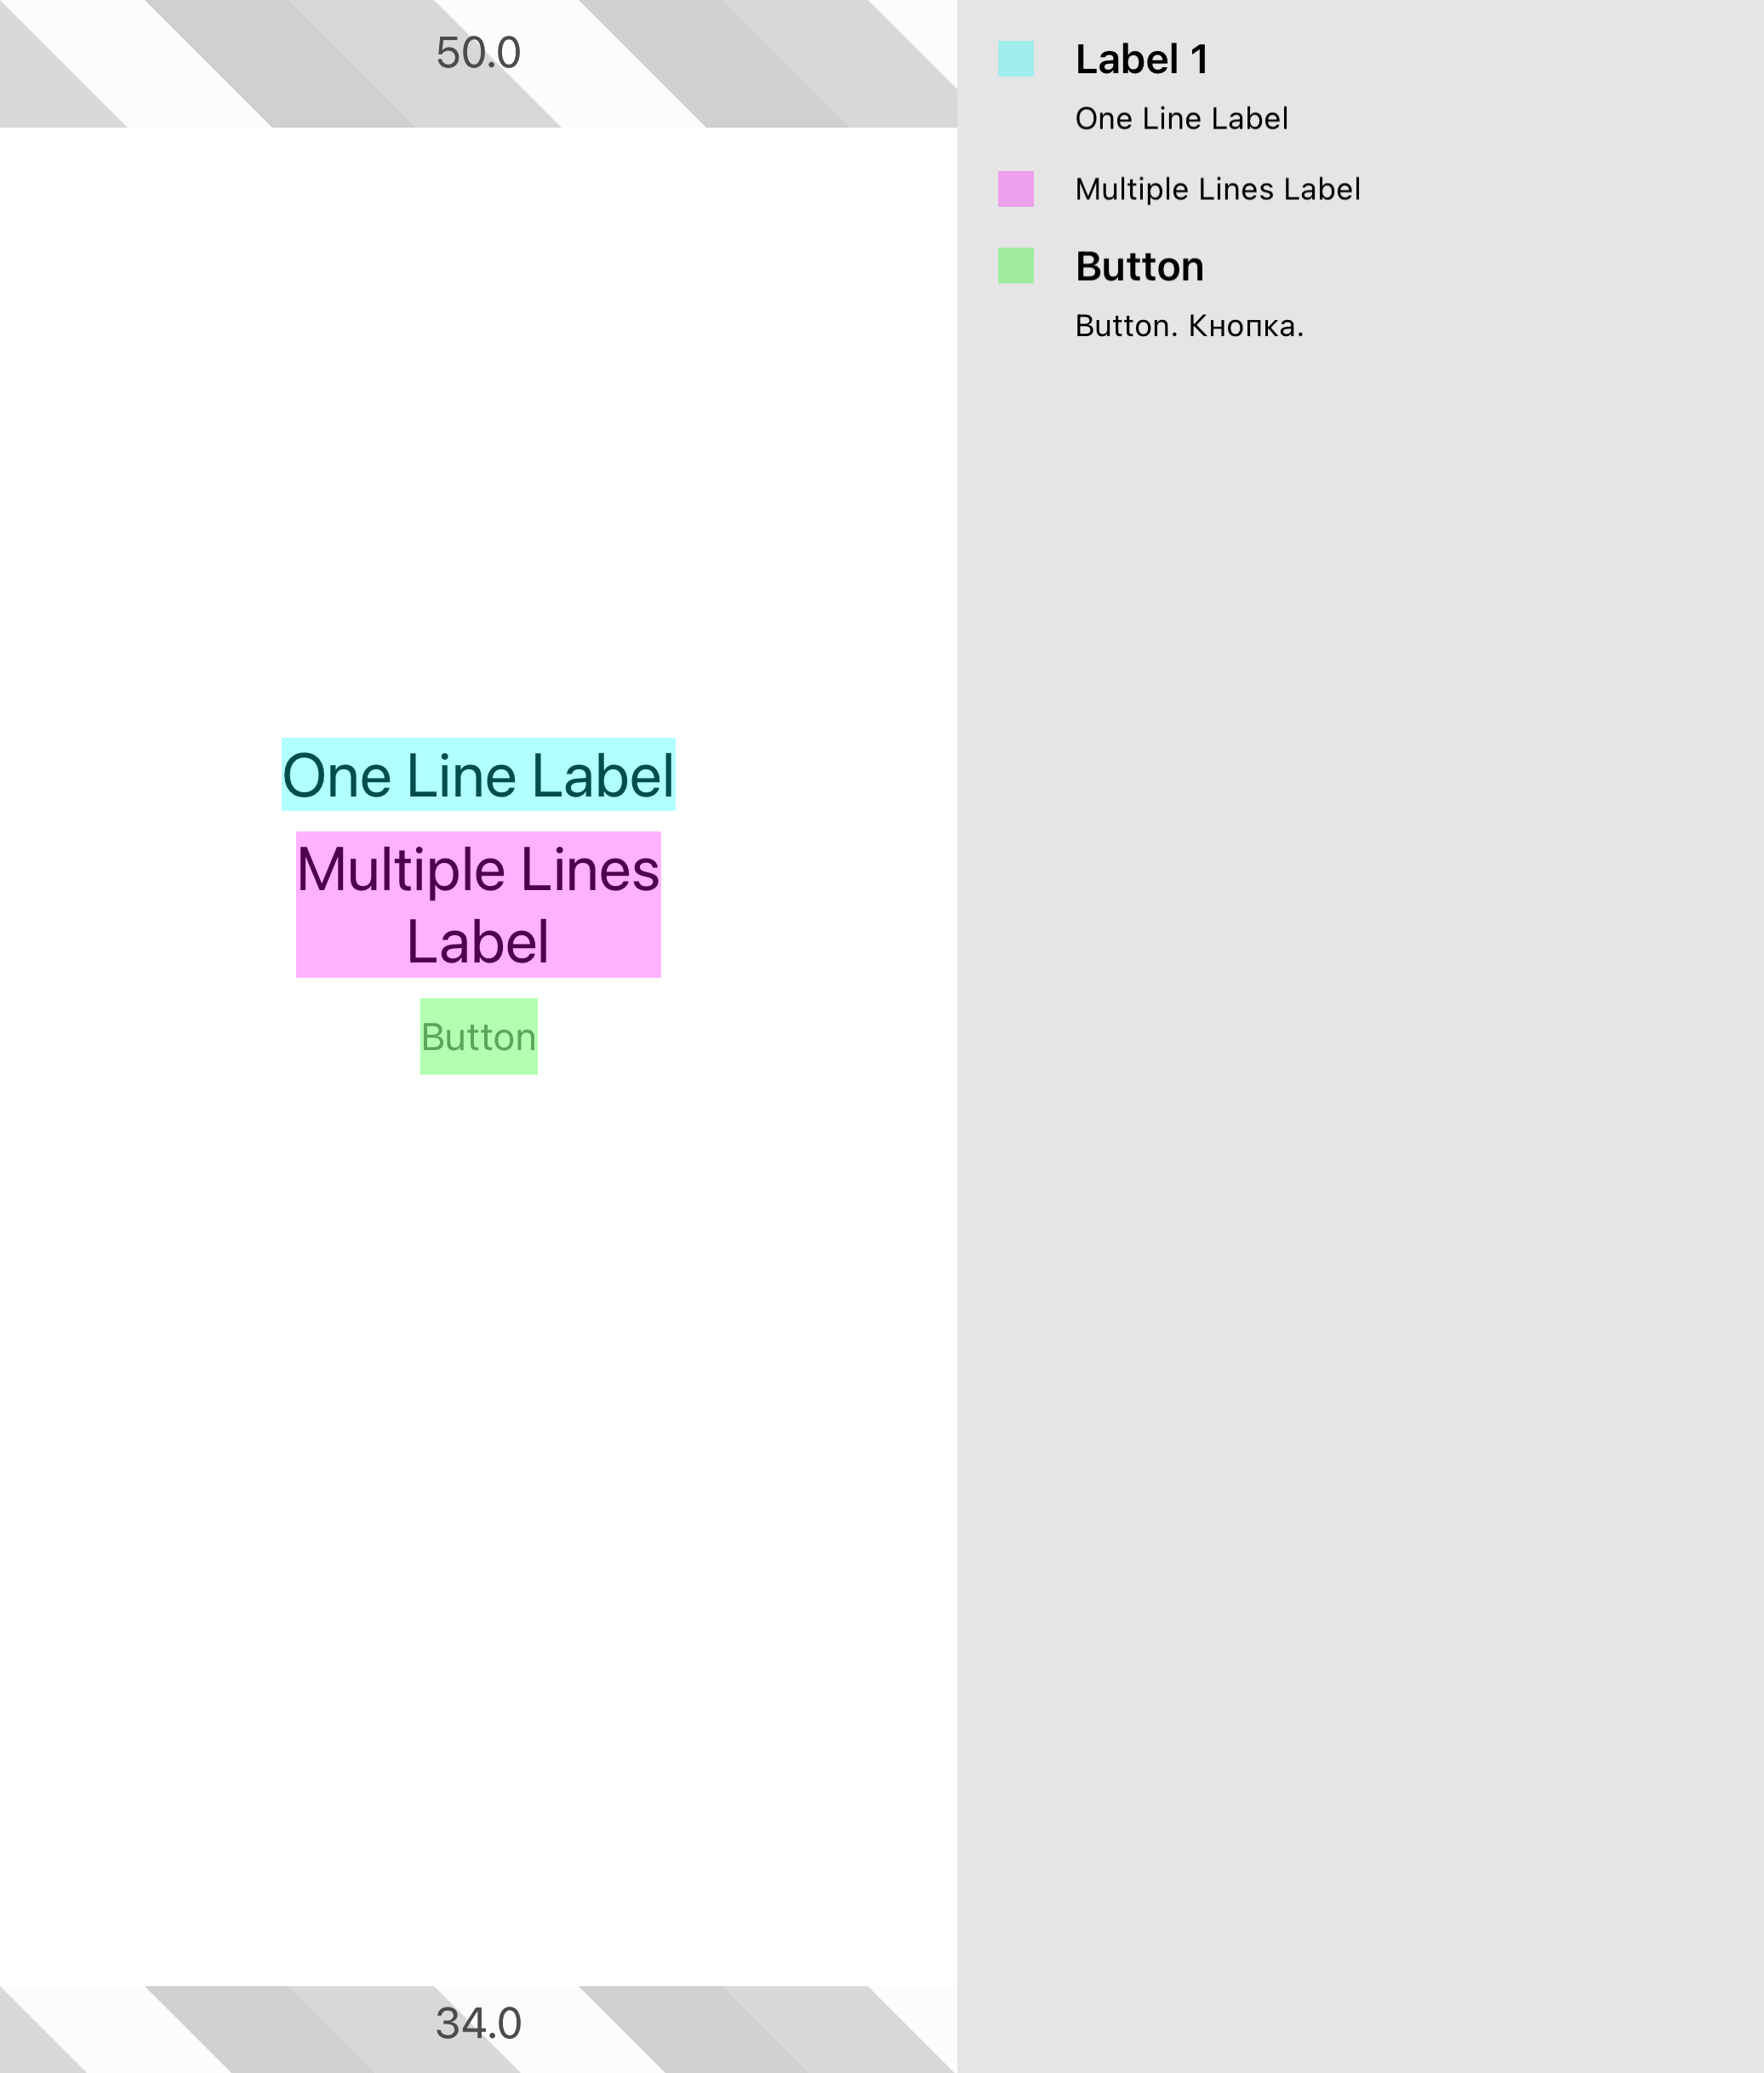 50.0
One Line Label
Multiple Lines
Label
Button
34.0
Label 1
One Line Label
Multiple Lines Label
Button
Button. Кнопка.